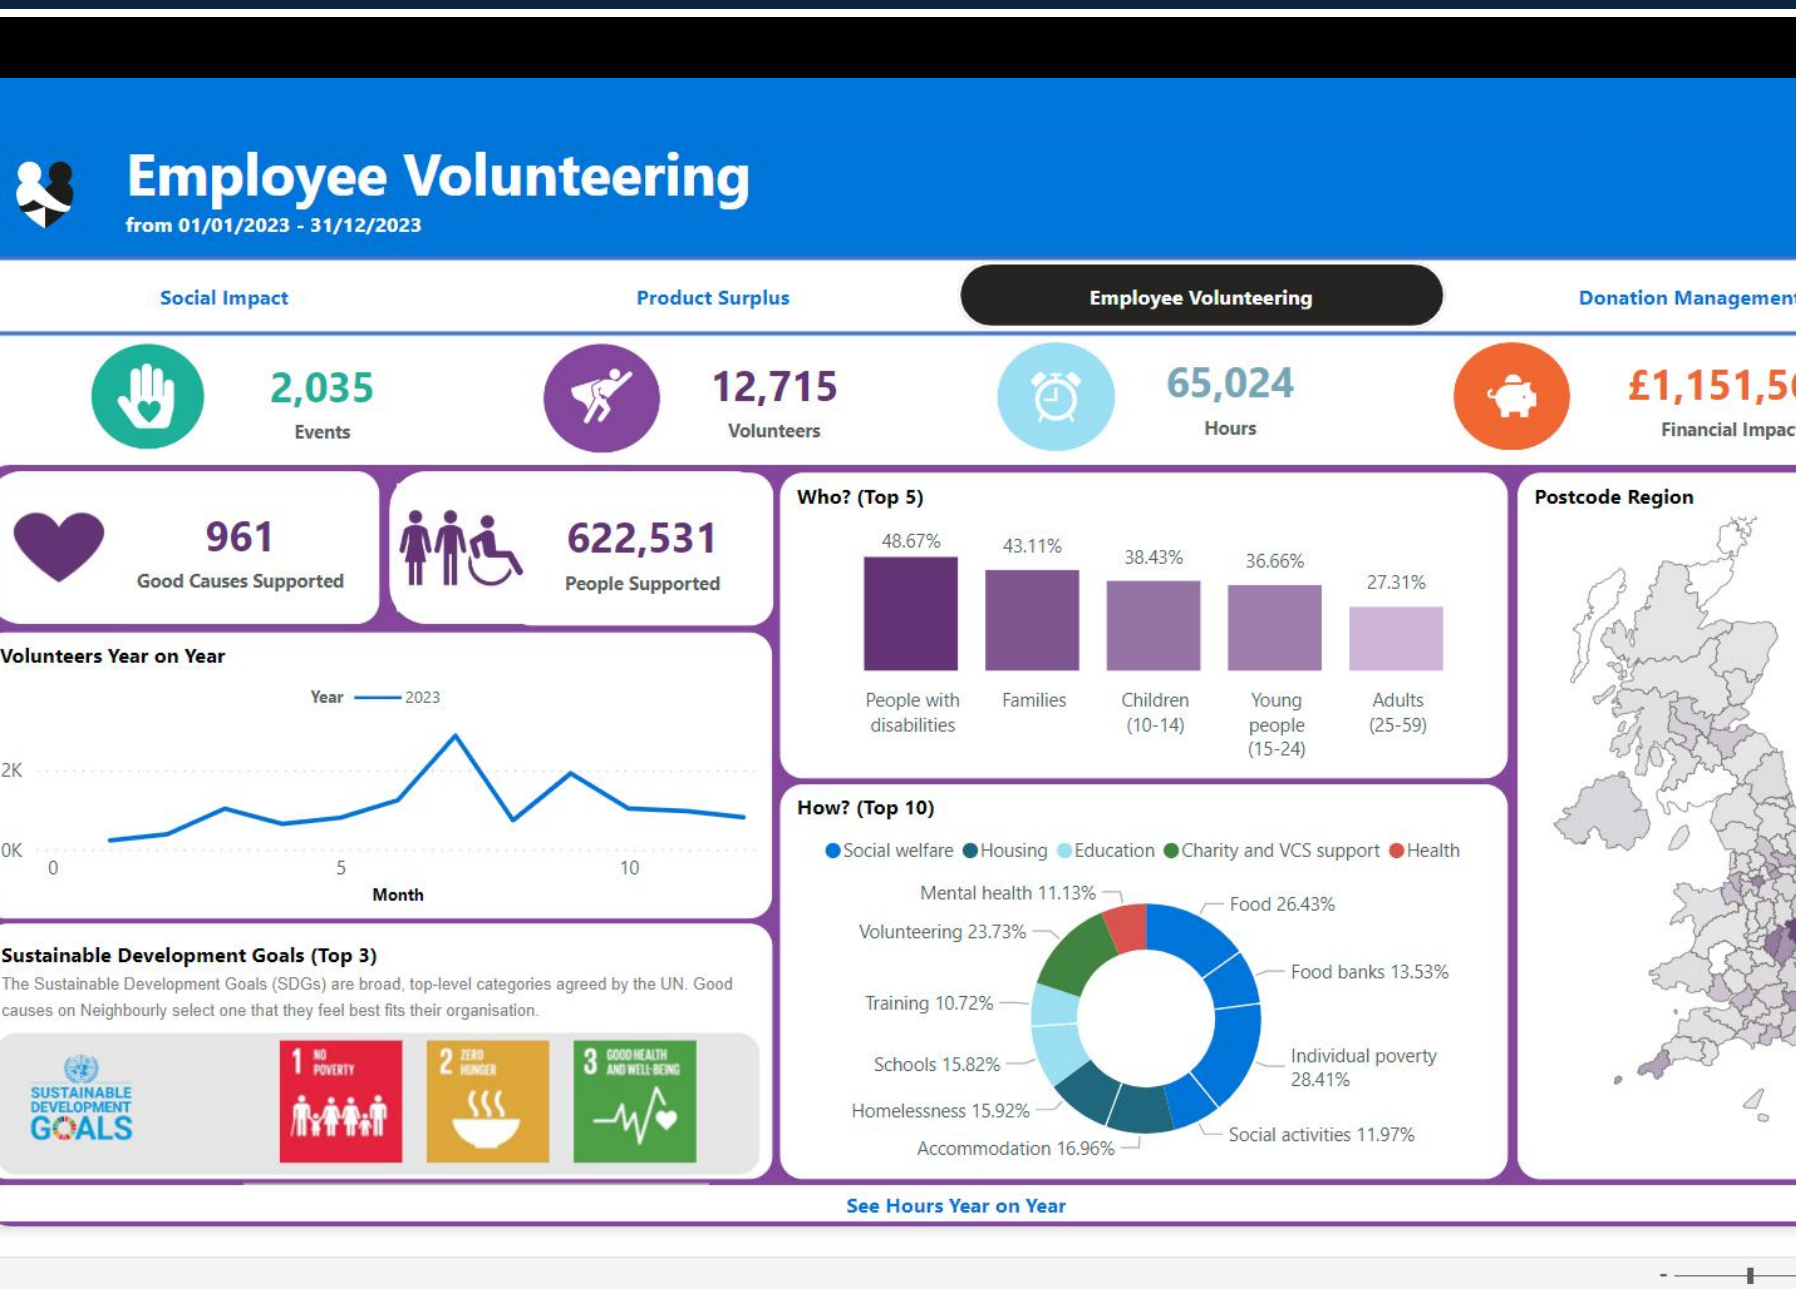 Employee Volunteering
from 01/01/2023 - 31/12/2023
Social Impact
Product Surplus
Employee Volunteering
Donation Management
2,035
Events
12,715
Volunteers
65,024
Hours
£1,151,5
Financial Impact
961
Good Causes Supported
622,531
People Supported
Who? (Top 5)
48.67%
43.11%
38.43%
36.66%
27.31%
People with
disabilities
Families
Children
(10-14)
Young
people
(15-24)
Adults
(25-59)
Postcode Region
Volunteers Year on Year
Year
2023
2K
0K
0
5
10
Month
How? (Top 10)
Social welfare
Housing
Education
Charity and VCS support
Health
Mental health 11.13%
Food 26.43%
Volunteering 23.73%
Food banks 13.53%
Training 10.72%
Individual poverty
28.41%
Schools 15.82%
Homelessness 15.92%
Social activities 11.97%
Accommodation 16.96%
Sustainable Development Goals (Top 3)
The Sustainable Development Goals (SDGs) are broad, top-level categories agreed by the UN. Good
causes on Neighbourly select one that they feel best fits their organisation.
SUSTAINABLE
DEVELOPMENT
GOALS
1 NO
POVERTY
2 ZERO
HUNGER
3 GOOD HEALTH
AND WELL-BEING
See Hours Year on Year
-